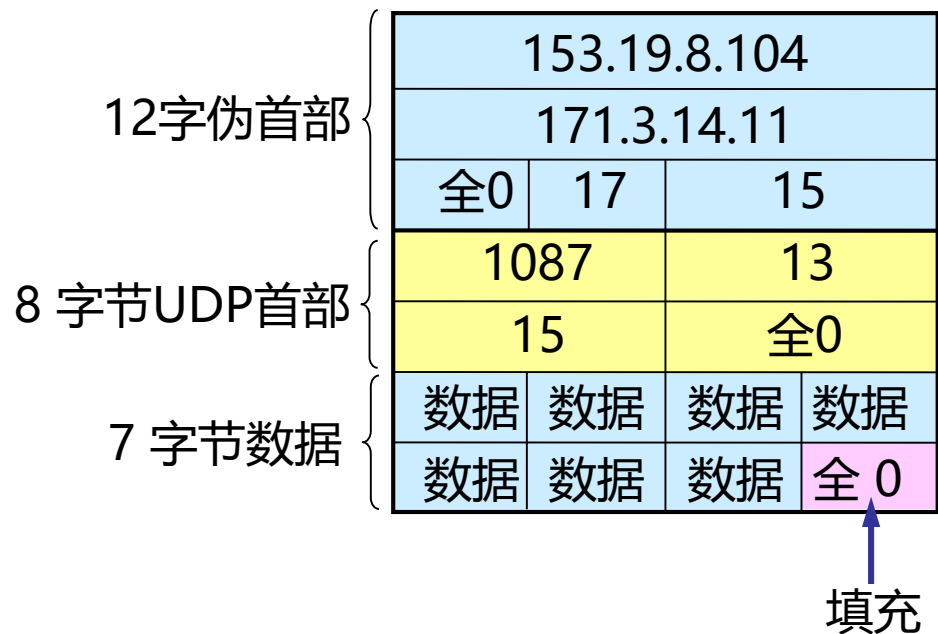 153.19.8.104
12字伪首部
171.3.14.11
全0 17 15
1087 13
8 字节UDP首部
15 全0
数据 数据 数据 数据
7 字节数据
数据 数据 数据 全 0
填充